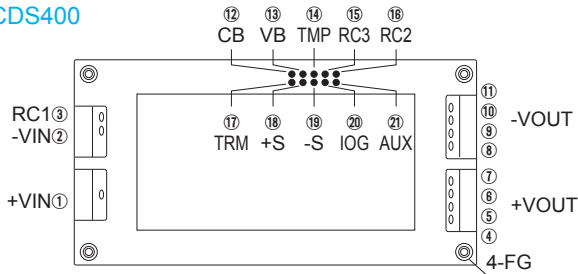 CDS400
⑫ ⑬ ⑭ ⑮ ⑯
CB VB TMP RC3 RC2
RC1③
-VIN②
+VIN①
⑰ ⑱ ⑲ ⑳ ㉑
TRM +S -S IOG AUX
⑪
⑩
-VOUT
⑨
⑧
⑦
⑥
+VOUT
⑤
④
4-FG